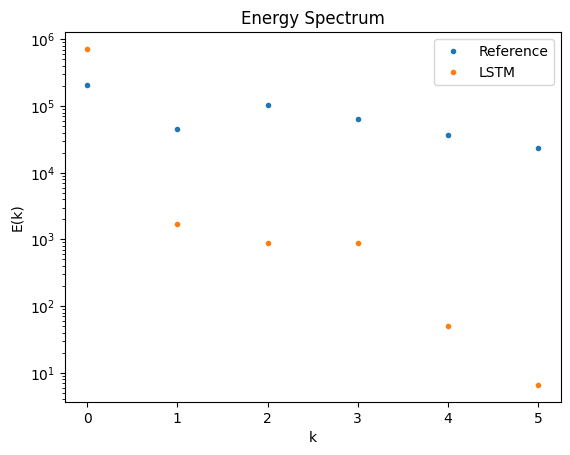 Energy Spectrum
Reference
LSTM
E(k)
10^6
10^5
10^4
10^3
10^2
10^1
0 1 2 3 4 5
k